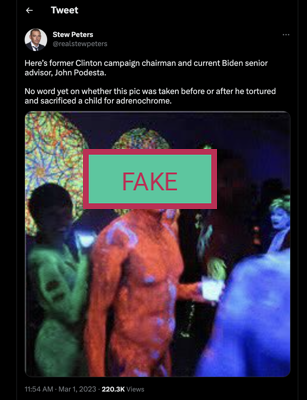 Tweet
Stew Peters
@realstewpeters
Here's former Clinton campaign chairman and current Biden senior
advisor, John Podesta.
No word yet on whether this pic was taken before or after he tortured
and sacrificed a child for adrenochrome.
FAKE
11:54 AM · Mar 1, 2023 · 220.3K Views